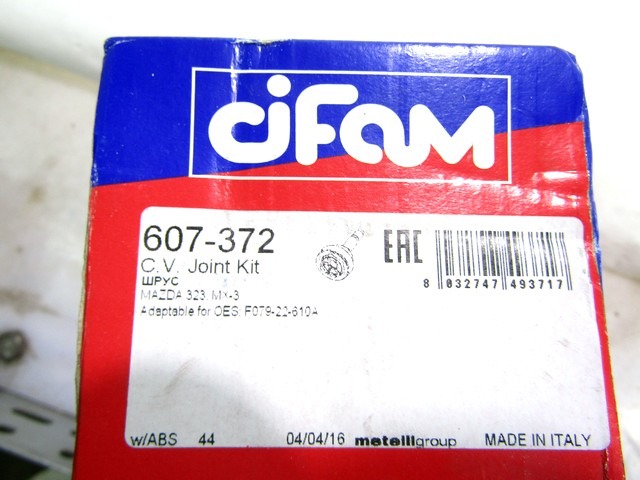 cifam
607-372
C.V. Joint Kit
ШРУС
MAZDA 323, MX-3
Adaptable for OES: F079-22-610A
EAC
8 032747 493717
w/ABS 44 04/04/16 metelligroup MADE IN ITALY